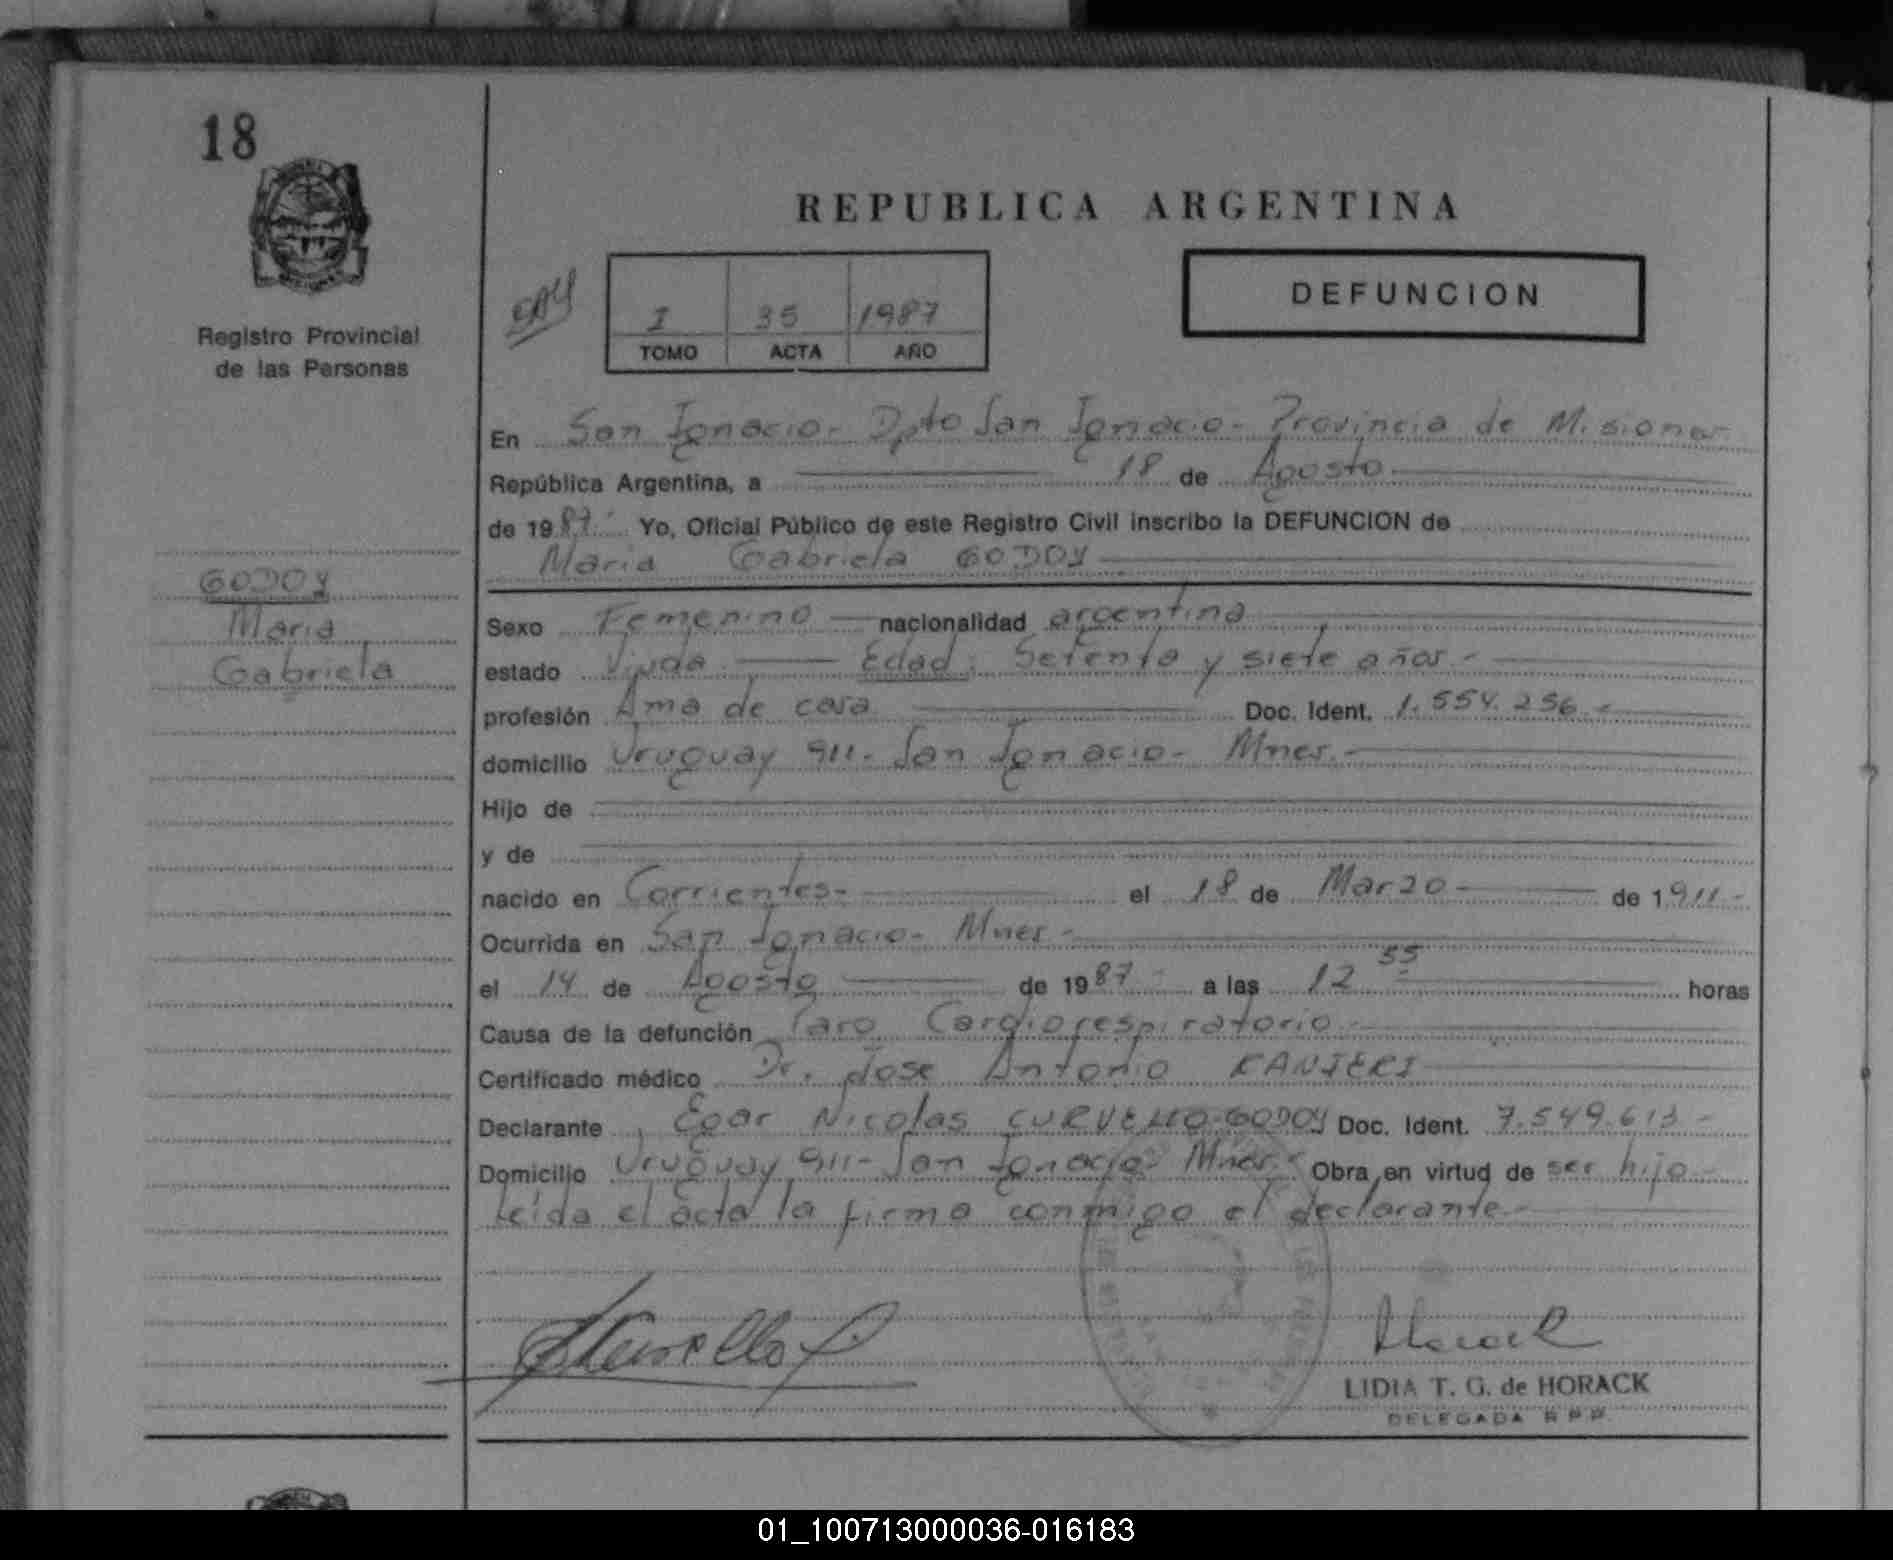 18
Registro Provincial
de las Personas
GODOY
Maria
Gabriela
REPUBLICA ARGENTINA
I 35 1987
TOMO ACTA AÑO
DEFUNCION
En San Ignacio - Dpto San Ignacio - Provincia de Misiones
República Argentina, a 18 de Agosto
de 1987 Yo, Oficial Público de este Registro Civil inscribo la DEFUNCION de
Maria Gabriela GODOY
Sexo Femenino nacionalidad argentina
estado Viuda Edad: Setenta y siete años.-
profesión Ama de casa Doc. Ident. 1.554.256.-
domicilio Uruguay 911 - San Ignacio - Mnes.-
Hijo de
y de
nacido en Corrientes - el 18 de Marzo - de 1911 -
Ocurrida en San Ignacio - Mnes -
el 14 de Agosto de 1987 - a las 12 55 horas
Causa de la defunción Paro Cardiorespiratorio -
Certificado médico Dr. Jose Antonio
Declarante Egar Nicolas CURVELLO-GODOY Doc. Ident. 7.549.613.-
Domicilio Uruguay 911 - San Ignacio - Mnes. Obra en virtud de ser hijo.-
Leida el acta la firma conmigo el declarante.-
LIDIA T. G. de HORACK
DELEGADA R P P.
01_100713000036-016183